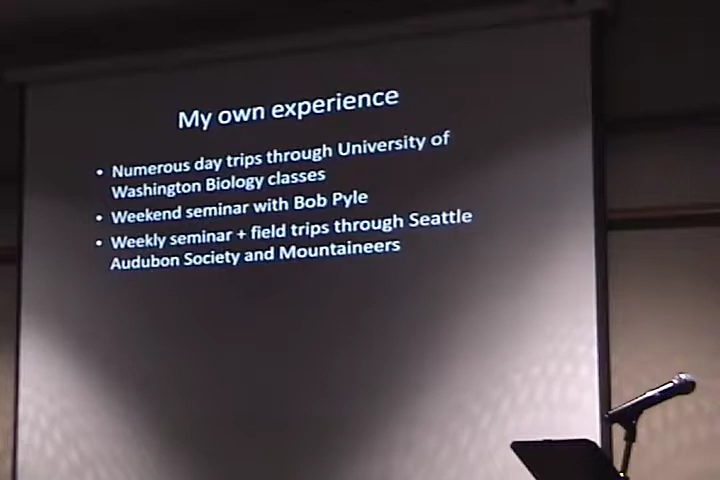 My own experience
• Numerous day trips through University of
Washington Biology classes
• Weekend seminar with Bob Pyle
• Weekly seminar + field trips through Seattle
Audubon Society and Mountaineers